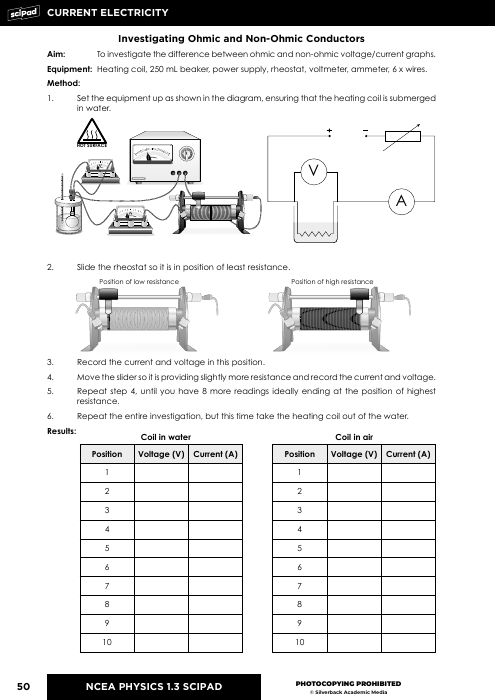 scipad CURRENT ELECTRICITY
Investigating Ohmic and Non-Ohmic Conductors
Aim: To investigate the difference between ohmic and non-ohmic voltage/current graphs.
Equipment: Heating coil, 250 mL beaker, power supply, rheostat, voltmeter, ammeter, 6 x wires.
Method:
1. Set the equipment up as shown in the diagram, ensuring that the heating coil is submerged
in water.
HOT SURFACE
+ –
V
A
2. Slide the rheostat so it is in position of least resistance.
Position of low resistance Position of high resistance
3. Record the current and voltage in this position.
4. Move the slider so it is providing slightly more resistance and record the current and voltage.
5. Repeat step 4, until you have 8 more readings ideally ending at the position of highest
resistance.
6. Repeat the entire investigation, but this time take the heating coil out of the water.
Results:
Coil in water Coil in air
Position Voltage (V) Current (A) Position Voltage (V) Current (A)
1 1
2 2
3 3
4 4
5 5
6 6
7 7
8 8
9 9
10 10
50 NCEA PHYSICS 1.3 SCIPAD PHOTOCOPYING PROHIBITED
© Silverback Academic Media